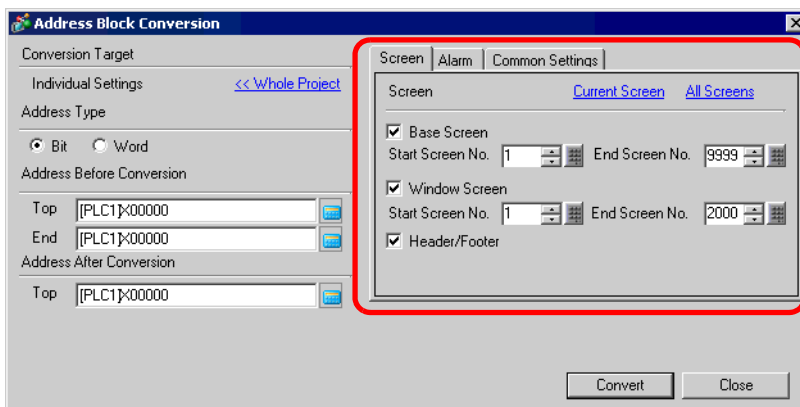 Address Block Conversion
Conversion Target
Individual Settings << Whole Project
Address Type
Bit Word
Address Before Conversion
Top [PLC1]X00000
End [PLC1]X00000
Address After Conversion
Top [PLC1]X00000
Screen Alarm Common Settings
Screen Current Screen All Screens
Base Screen
Start Screen No. 1 End Screen No. 9999
Window Screen
Start Screen No. 1 End Screen No. 2000
Header/Footer
Convert Close